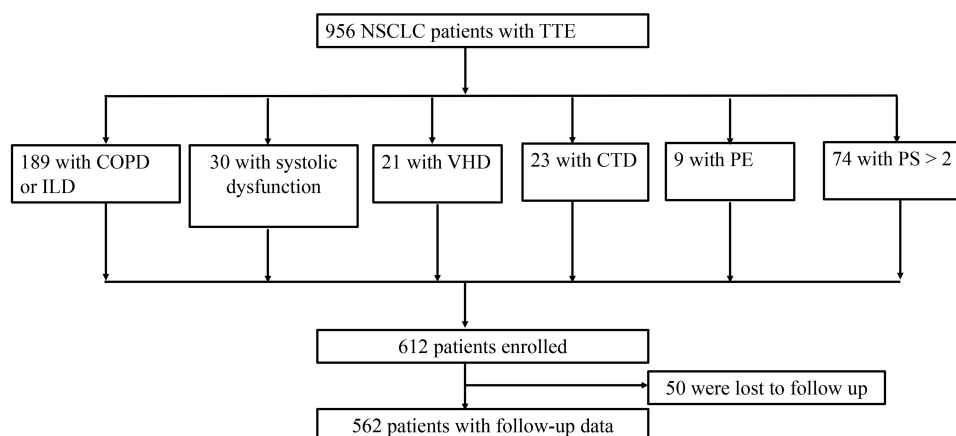 956 NSCLC patients with TTE
189 with COPD
or ILD
30 with systolic
dysfunction
21 with VHD
23 with CTD
9 with PE
74 with PS > 2
612 patients enrolled
50 were lost to follow up
562 patients with follow-up data